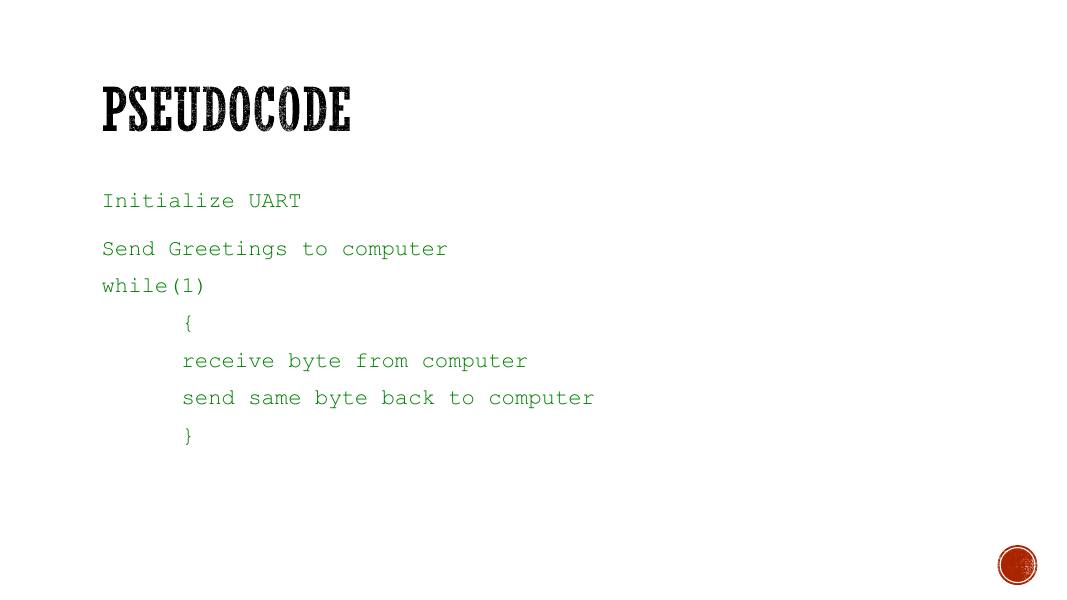 PSEUDOCODE
Initialize UART
Send Greetings to computer
while(1)
{
receive byte from computer
send same byte back to computer
}